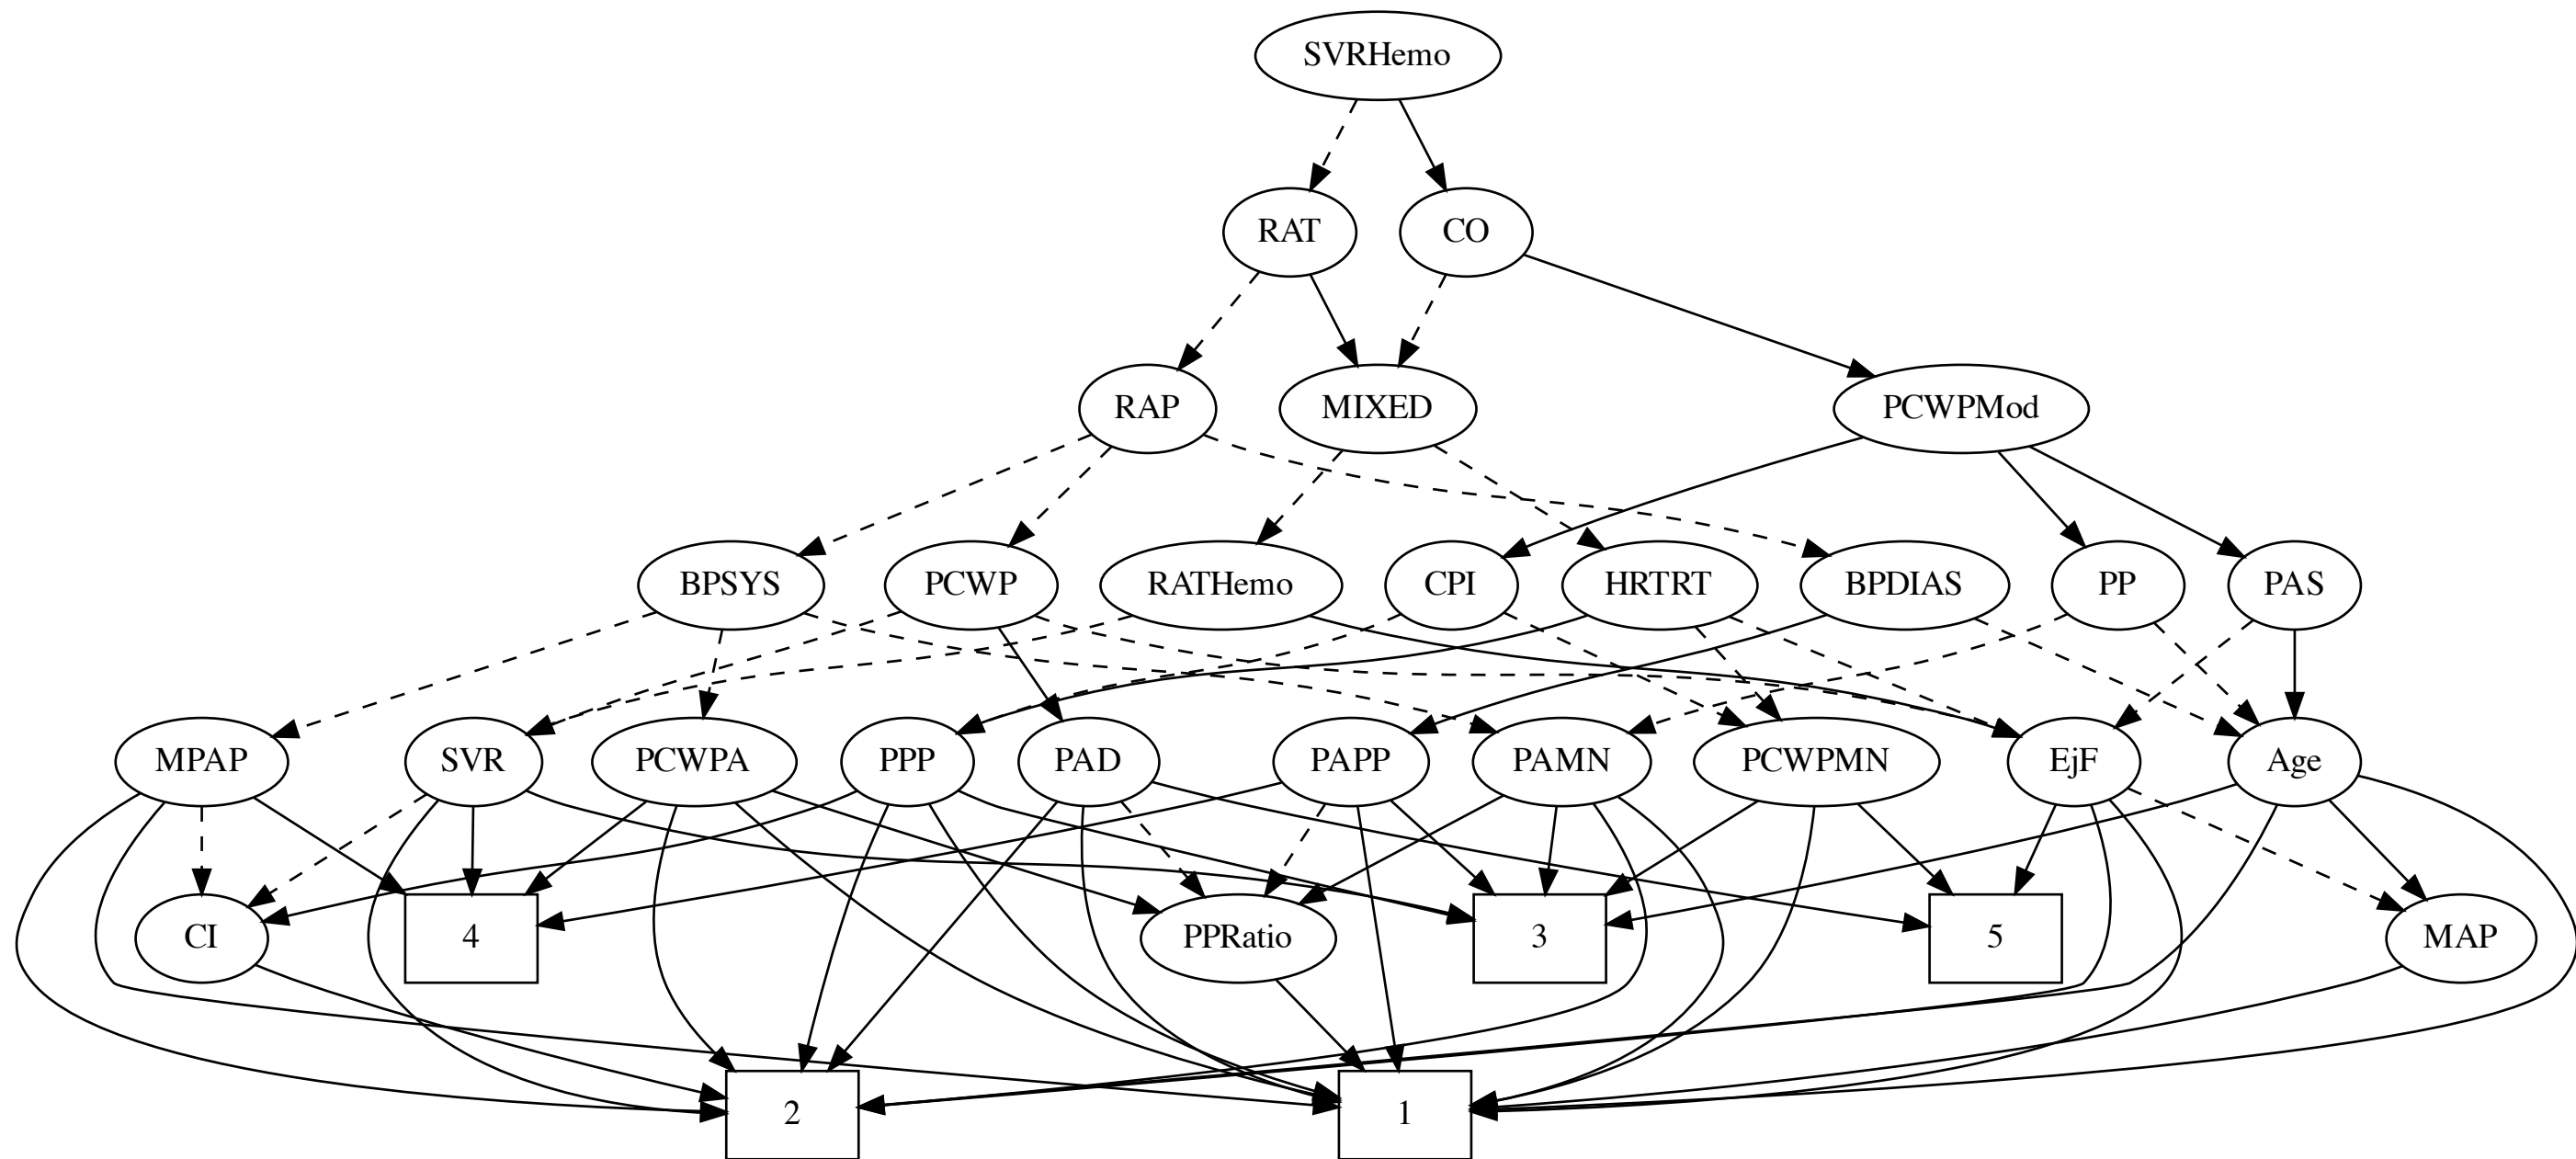 SVRHemo
RAT
CO
RAP
MIXED
PCWPMod
BPSYS
PCWP
RATHemo
CPI
HRTRT
BPDIAS
PP
PAS
MPAP
SVR
PCWPA
PPP
PAD
PAPP
PAMN
PCWPMN
EjF
Age
CI
4
PPRatio
3
5
MAP
2
1